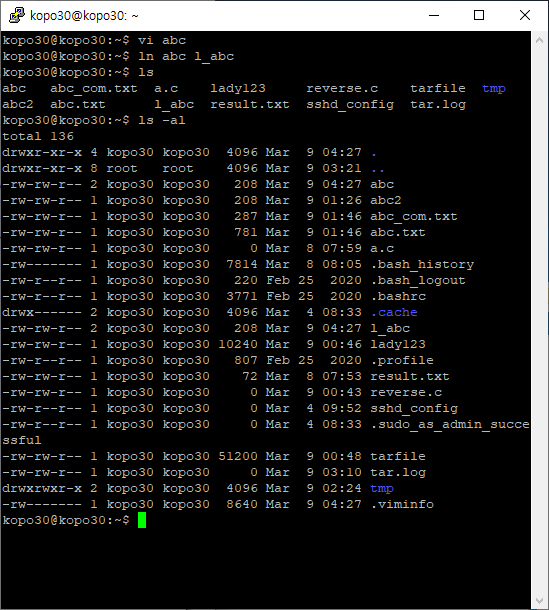 kopo30@kopo30: ~
kopo30@kopo30:~$ vi abc
kopo30@kopo30:~$ ln abc l_abc
kopo30@kopo30:~$ ls
abc   abc_com.txt  a.c    lady123     reverse.c    tarfile  tmp
abc2  abc.txt      l_abc  result.txt  sshd_config  tar.log
kopo30@kopo30:~$ ls -al
total 136
drwxr-xr-x 4 kopo30 kopo30  4096 Mar  9 04:27 .
drwxr-xr-x 8 root   root    4096 Mar  9 03:21 ..
-rw-rw-r-- 2 kopo30 kopo30   208 Mar  9 04:27 abc
-rw-rw-r-- 1 kopo30 kopo30   208 Mar  9 01:26 abc2
-rw-rw-r-- 1 kopo30 kopo30   287 Mar  9 01:46 abc_com.txt
-rw-rw-r-- 1 kopo30 kopo30   781 Mar  9 01:46 abc.txt
-rw-rw-r-- 1 kopo30 kopo30     0 Mar  8 07:59 a.c
-rw------- 1 kopo30 kopo30  7814 Mar  8 08:05 .bash_history
-rw-r--r-- 1 kopo30 kopo30   220 Feb 25  2020 .bash_logout
-rw-r--r-- 1 kopo30 kopo30  3771 Feb 25  2020 .bashrc
drwx------ 2 kopo30 kopo30  4096 Mar  4 08:33 .cache
-rw-rw-r-- 2 kopo30 kopo30   208 Mar  9 04:27 l_abc
-rw-rw-r-- 1 kopo30 kopo30 10240 Mar  9 00:46 lady123
-rw-r--r-- 1 kopo30 kopo30   807 Feb 25  2020 .profile
-rw-rw-r-- 1 kopo30 kopo30    72 Mar  8 07:53 result.txt
-rw-rw-r-- 1 kopo30 kopo30     0 Mar  9 00:43 reverse.c
-rw-rw-r-- 1 kopo30 kopo30     0 Mar  4 09:52 sshd_config
-rw-r--r-- 1 kopo30 kopo30     0 Mar  4 08:33 .sudo_as_admin_succe
ssful
-rw-rw-r-- 1 kopo30 kopo30 51200 Mar  9 00:48 tarfile
-rw-rw-r-- 1 kopo30 kopo30     0 Mar  9 03:10 tar.log
drwxrwxr-x 2 kopo30 kopo30  4096 Mar  9 02:24 tmp
-rw------- 1 kopo30 kopo30  8640 Mar  9 04:27 .viminfo
kopo30@kopo30:~$